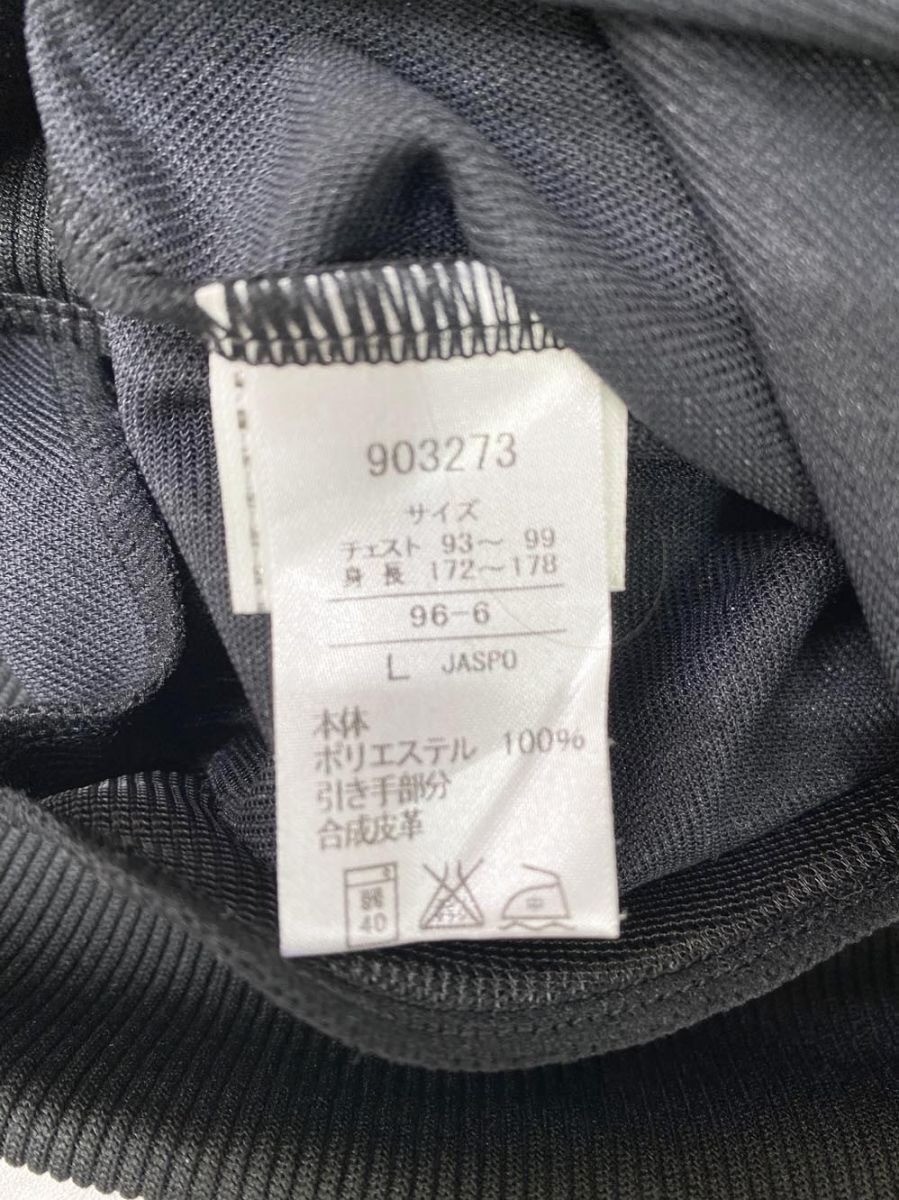 903273
サイズ
チェスト 93～ 99
身 長 172～178
96-6
L JASPO
本体
ポリエステル 100%
引き手部分
合成皮革
40
中